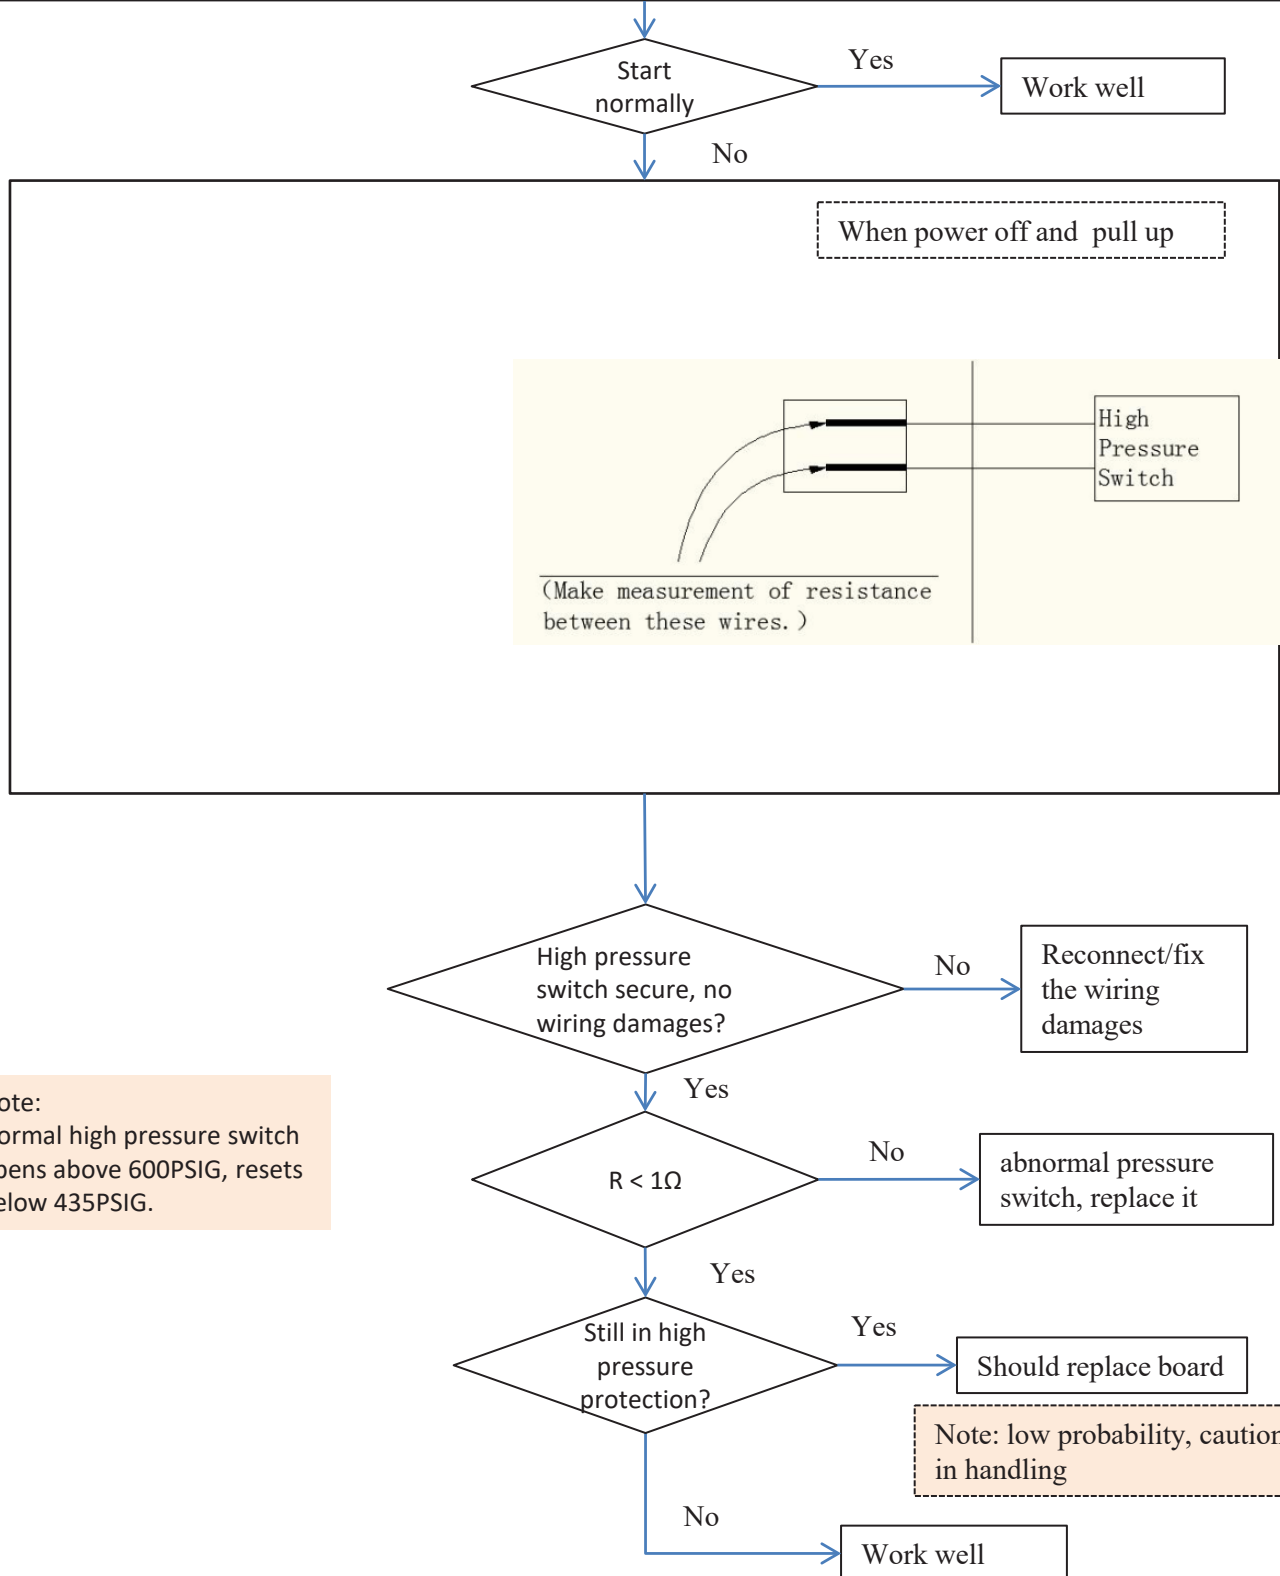 Start
normally
Yes
Work well
No
When power off and pull up
High
Pressure
Switch
(Make measurement of resistance
between these wires.)
High pressure
switch secure, no
wiring damages?
No
Reconnect/fix
the wiring
damages
Yes
ote:
ormal high pressure switch
pens above 600PSIG, resets
elow 435PSIG.
R < 1Ω
No
abnormal pressure
switch, replace it
Yes
Still in high
pressure
protection?
Yes
Should replace board
Note: low probability, caution
in handling
No
Work well